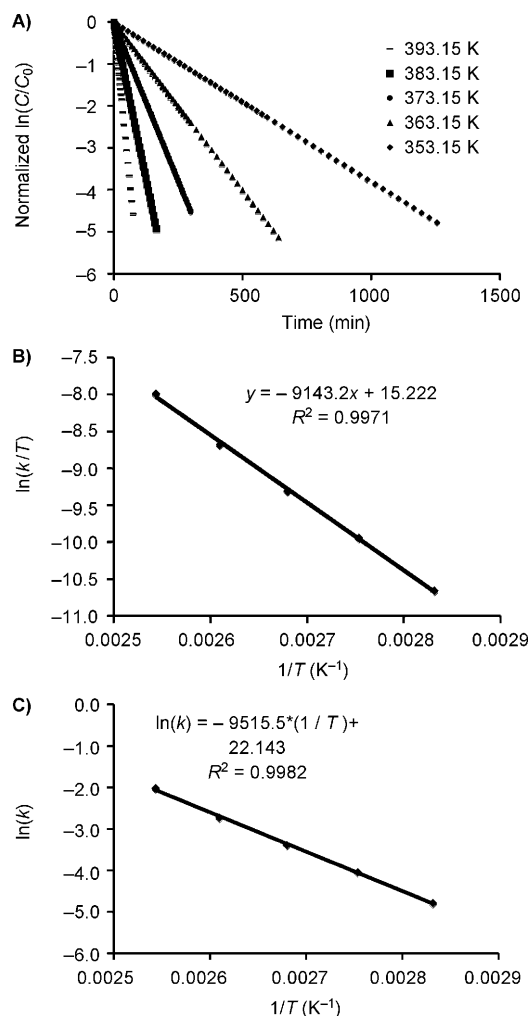 A)
Normalized ln(C/C₀)
0
–1
–2
–3
–4
–5
–6
– 393.15 K
■ 383.15 K
● 373.15 K
▲ 363.15 K
◆ 353.15 K
0 500 1000 1500
Time (min)
B)
ln(k/T)
–7.5
–8.0
–8.5
–9.0
–9.5
–10.0
–10.5
–11.0
y = – 9143.2x + 15.222
R² = 0.9971
0.0025 0.0026 0.0027 0.0028 0.0029
1/T (K⁻¹)
C)
ln(k)
0.0
–1.0
–2.0
–3.0
–4.0
–5.0
–6.0
ln(k) = – 9515.5*(1 / T )+
22.143
R² = 0.9982
0.0025 0.0026 0.0027 0.0028 0.0029
1/T (K⁻¹)